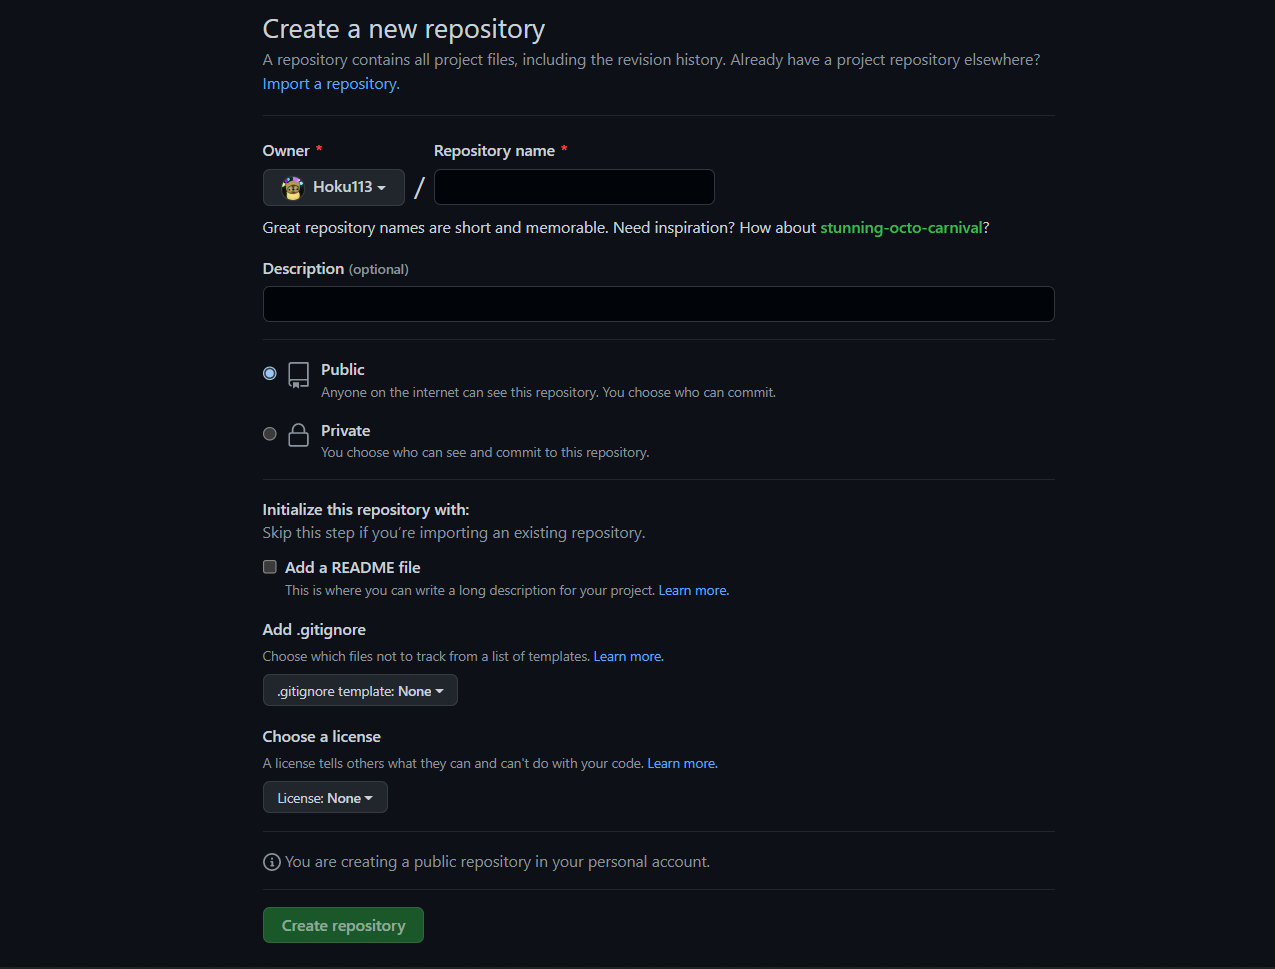 Create a new repository
A repository contains all project files, including the revision history. Already have a project repository elsewhere?
Import a repository.
Owner *
Repository name *
Hoku113
/
Great repository names are short and memorable. Need inspiration? How about stunning-octo-carnival?
Description (optional)
Public
Anyone on the internet can see this repository. You choose who can commit.
Private
You choose who can see and commit to this repository.
Initialize this repository with:
Skip this step if you’re importing an existing repository.
Add a README file
This is where you can write a long description for your project. Learn more.
Add .gitignore
Choose which files not to track from a list of templates. Learn more.
.gitignore template: None
Choose a license
A license tells others what they can and can't do with your code. Learn more.
License: None
You are creating a public repository in your personal account.
Create repository